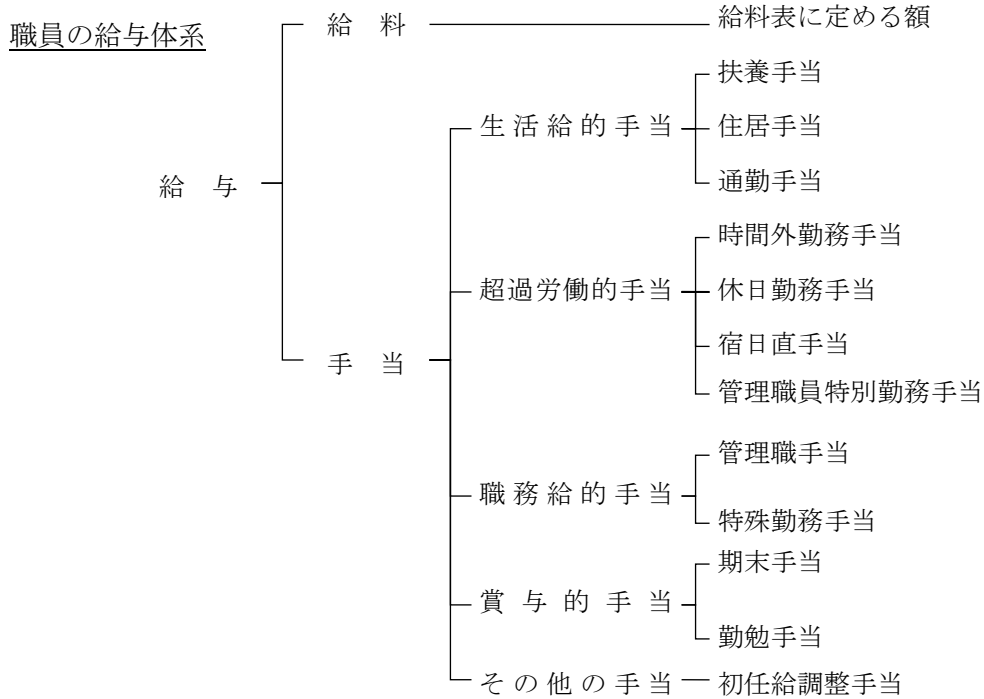 職員の給与体系
給与
給料
給料表に定める額
手当
生活給的手当
扶養手当
住居手当
通勤手当
超過労働的手当
時間外勤務手当
休日勤務手当
宿日直手当
管理職員特別勤務手当
職務給的手当
管理職手当
特殊勤務手当
賞与的手当
期末手当
勤勉手当
その他の手当
初任給調整手当